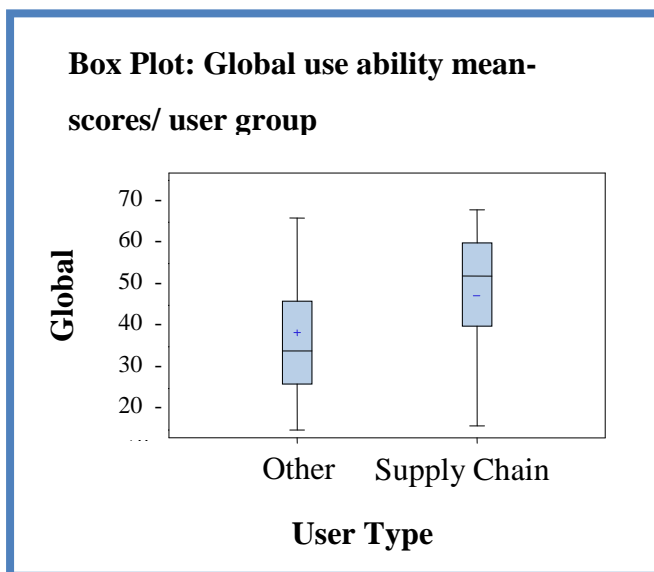 Box Plot: Global use ability mean-
scores/ user group
70 -
60 -
50 -
40 -
30 -
20 -
Global
Other Supply Chain
User Type